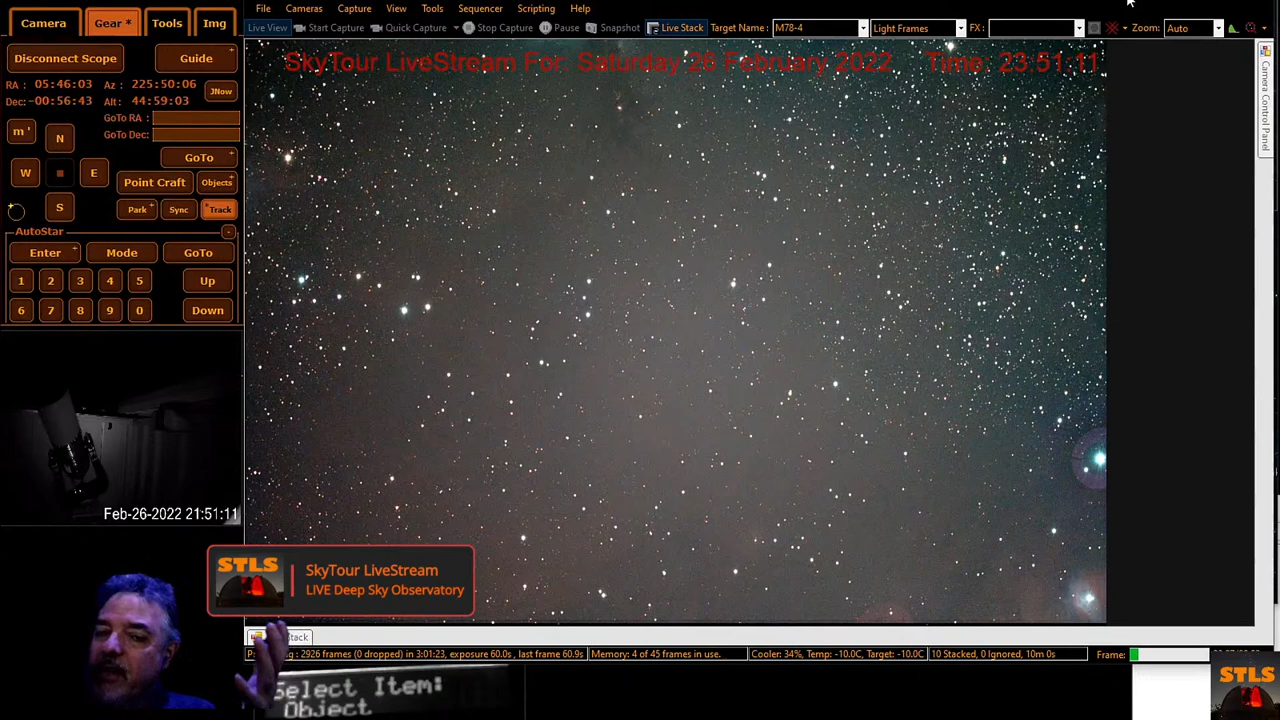 Camera Gear * Tools Img
Disconnect Scope Guide +
RA : 05:46:03 Az : 225:50:06
Dec: -00:56:43 Alt : 44:59:03 JNow
GoTo RA :
GoTo Dec:
m '
N
W E
S
GoTo +
Point Craft Objects +
Park + Sync * Track
AutoStar -
Enter + Mode GoTo
1 2 3 4 5 Up
6 7 8 9 0 Down
Feb-26-2022 21:51:11
File Cameras Capture View Tools Sequencer Scripting Help
Live View Start Capture Quick Capture Stop Capture Pause Snapshot Live Stack Target Name : M78-4 Light Frames FX : Zoom: Auto
SkyTour LiveStream For Saturday 26 February 2022 Time: 23:51:11
Camera Control Panel
STLS
SkyTour LiveStream
LIVE Deep Sky Observatory
: 2926 frames (0 dropped) in 3:01:23, exposure 60.0s, last frame 60.9s Memory: 4 of 45 frames in use. Cooler: 34%, Temp: -10.0C, Target: -10.0C 10 Stacked, 0 Ignored, 10m 0s Frame:
Select Item:
Object
STLS